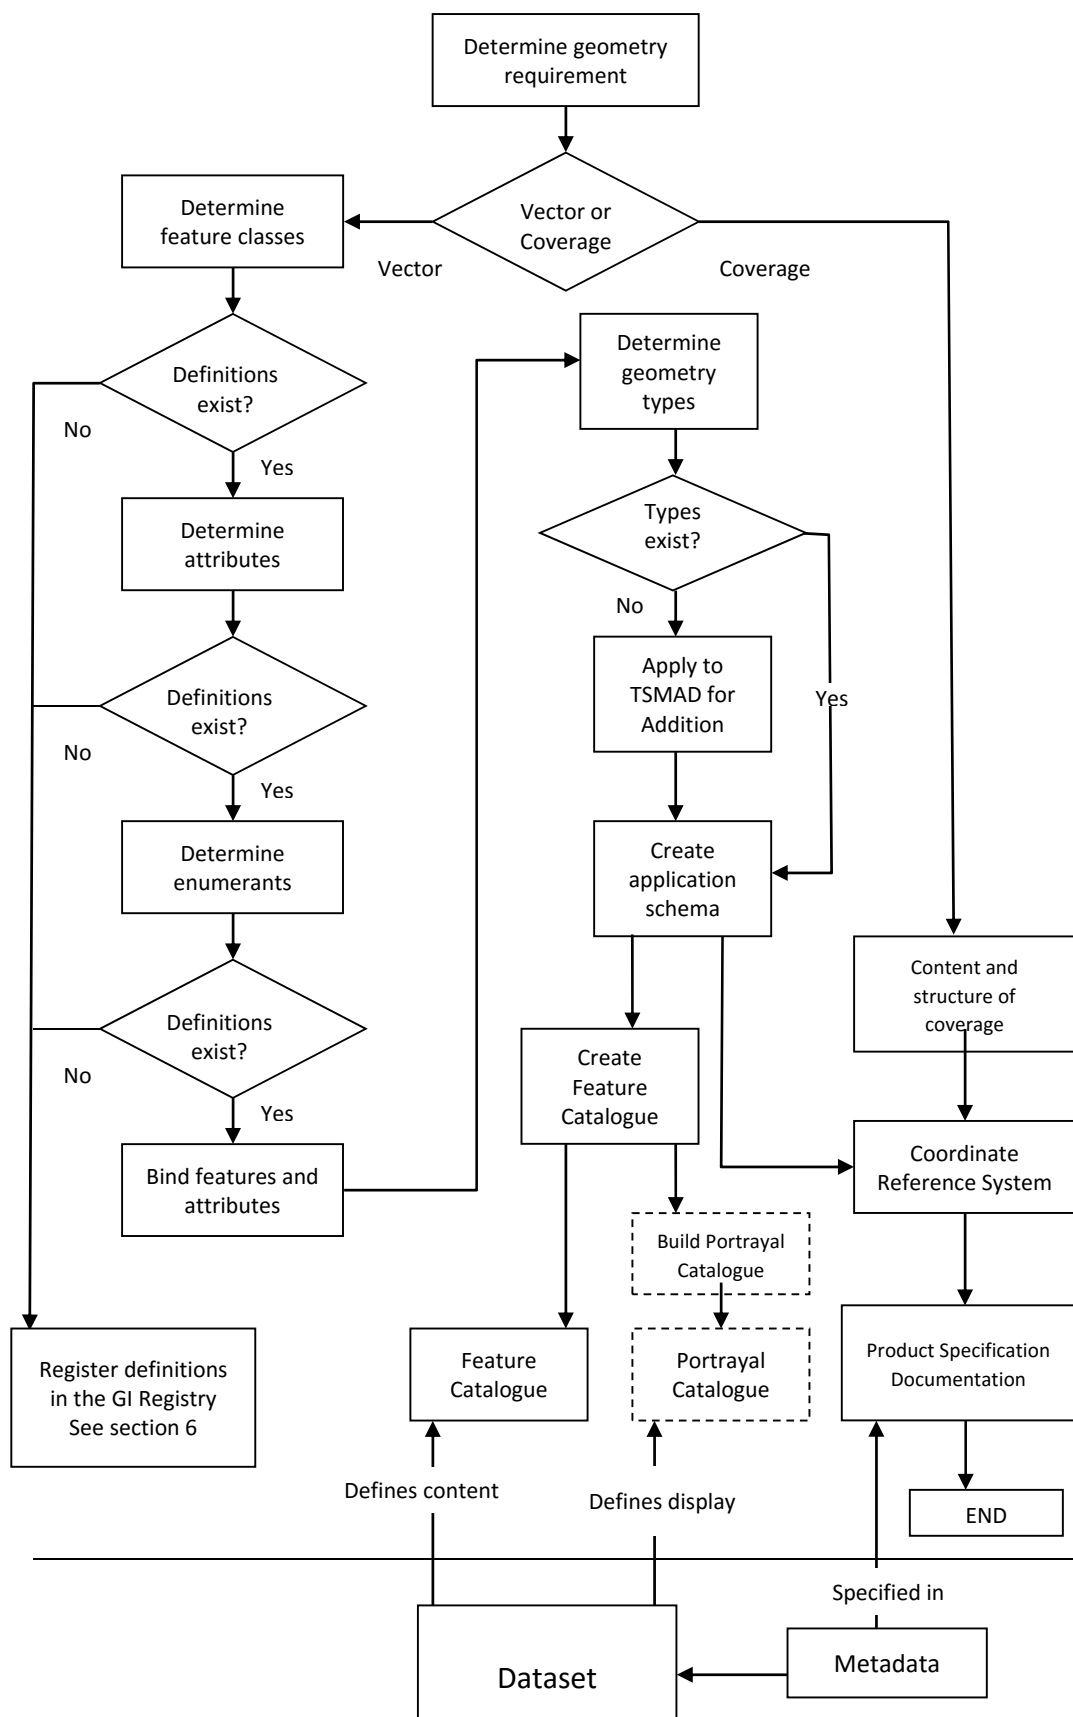 Determine geometry
requirement
Vector or
Coverage
Vector
Coverage
Determine
feature classes
Definitions
exist?
No
Yes
Determine
attributes
Definitions
exist?
No
Yes
Determine
enumerants
Definitions
exist?
No
Yes
Bind features and
attributes
Register definitions
in the GI Registry
See section 6
Determine
geometry
types
Types
exist?
No
Yes
Apply to
TSMAD for
Addition
Create
application
schema
Create
Feature
Catalogue
Build Portrayal
Catalogue
Feature
Catalogue
Portrayal
Catalogue
Content and
structure of
coverage
Coordinate
Reference System
Product Specification
Documentation
END
Defines content
Defines display
Specified in
Dataset
Metadata